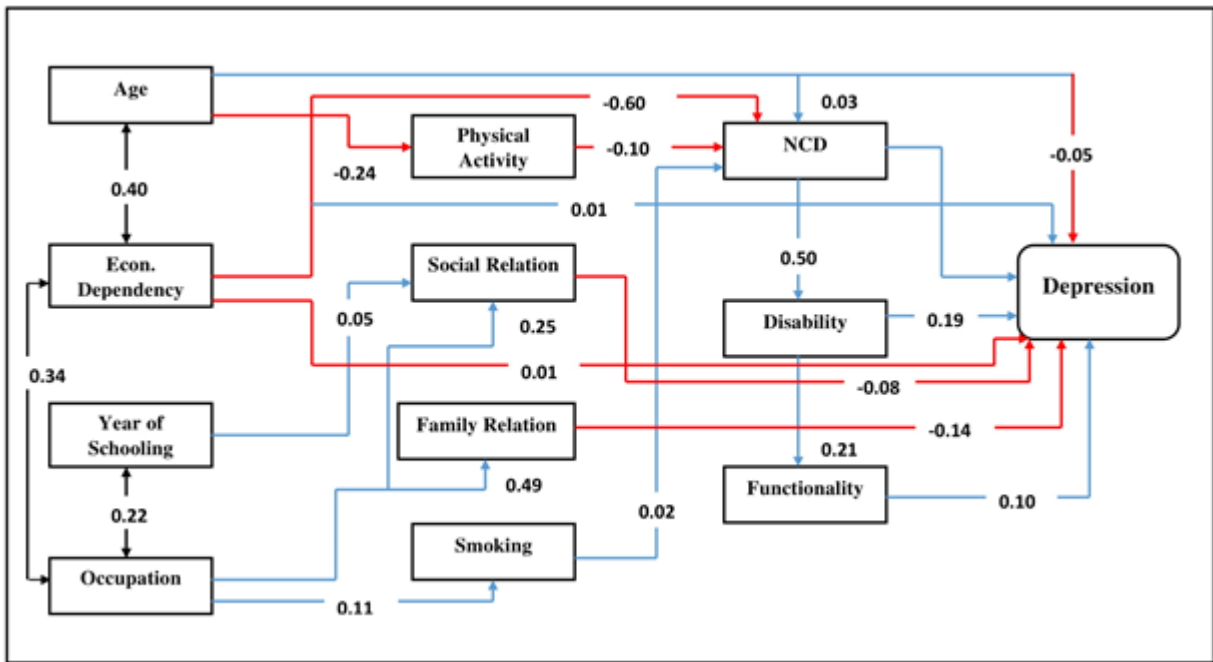 Age
-0.60
0.03
Physical
Activity
NCD
-0.10
-0.05
-0.24
0.40
0.01
Econ.
Dependency
Social Relation
0.50
Depression
0.05
0.25
Disability
0.19
0.34
0.01
-0.08
Year of
Schooling
Family Relation
-0.14
0.21
0.49
Functionality
0.22
0.02
0.10
Smoking
Occupation
0.11